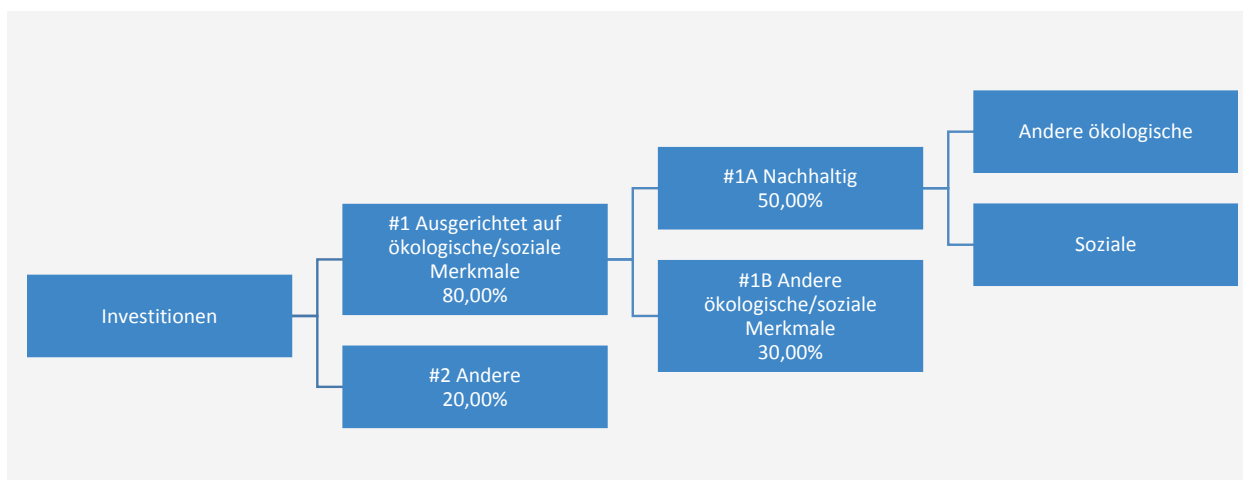 Investitionen
#1 Ausgerichtet auf
ökologische/soziale
Merkmale
80,00%
#2 Andere
20,00%
#1A Nachhaltig
50,00%
#1B Andere
ökologische/soziale
Merkmale
30,00%
Andere ökologische
Soziale